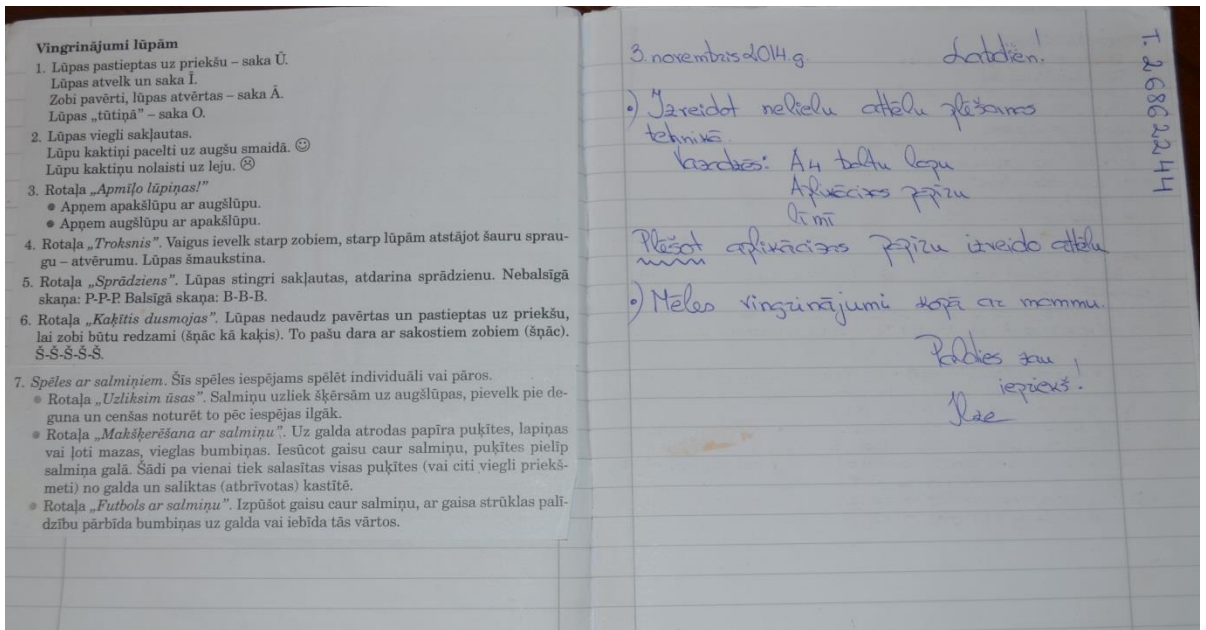 Vingrinājumi lūpām
1. Lūpas pastieptas uz priekšu – saka Ū.
Lūpas atvelk un saka Ī.
Zobi pavērti, lūpas atvērtas – saka Ā.
Lūpas „tūtiņā” – saka O.
2. Lūpas viegli sakļautas.
Lūpu kaktiņi pacelti uz augšu smaidā. ☺
Lūpu kaktiņu nolaisti uz leju. ☹
3. Rotaļa „Apmīļo lūpiņas!”
● Apņem apakšlūpu ar augšlūpu.
● Apņem augšlūpu ar apakšlūpu.
4. Rotaļa „Troksnis”. Vaigus ievelk starp zobiem, starp lūpām atstājot šauru sprau-
gu – atvērumu. Lūpas šmaukstina.
5. Rotaļa „Sprādziens”. Lūpas stingri sakļautas, atdarina sprādzienu. Nebalsīgā
skaņa: P-P-P. Balsīgā skaņa: B-B-B.
6. Rotaļa „Kaķītis dusmojas”. Lūpas nedaudz pavērtas un pastieptas uz priekšu,
lai zobi būtu redzami (šņāc kā kaķis). To pašu dara ar sakostiem zobiem (šņāc).
Š-Š-Š-Š-Š.
7. Spēles ar salmiņiem. Šīs spēles iespējams spēlēt individuāli vai pāros.
● Rotaļa „Uzliksim ūsas”. Salmiņu uzliek šķērsām uz augšlūpas, pievelk pie de-
guna un cenšas noturēt to pēc iespējas ilgāk.
● Rotaļa „Makšķerēšana ar salmiņu”. Uz galda atrodas papīra puķītes, lapiņas
vai ļoti mazas, vieglas bumbiņas. Iesūcot gaisu caur salmiņu, puķītes pielīp
salmiņa galā. Šādi pa vienai tiek salasītas visas puķītes (vai citi viegli priekš-
meti) no galda un saliktas (atbrīvotas) kastītē.
● Rotaļa „Futbols ar salmiņu”. Izpūšot gaisu caur salmiņu, ar gaisa strūklas palī-
dzību pārbīda bumbiņas uz galda vai iebīda tās vārtos.
3. novembris 2014.g. Labdien!
•) Izveidot nelielu attēlu plēšanas
tehnikā.
Vajadzēs: A4 baltu lapu
Aplikācijas papīru
līmi
Plēšot aplikācijas papīru izveido attēlu
•) Mēles vingrinājumi kopā ar mammu.
Paldies jau
iepriekš!
Ilze
T. 26862244